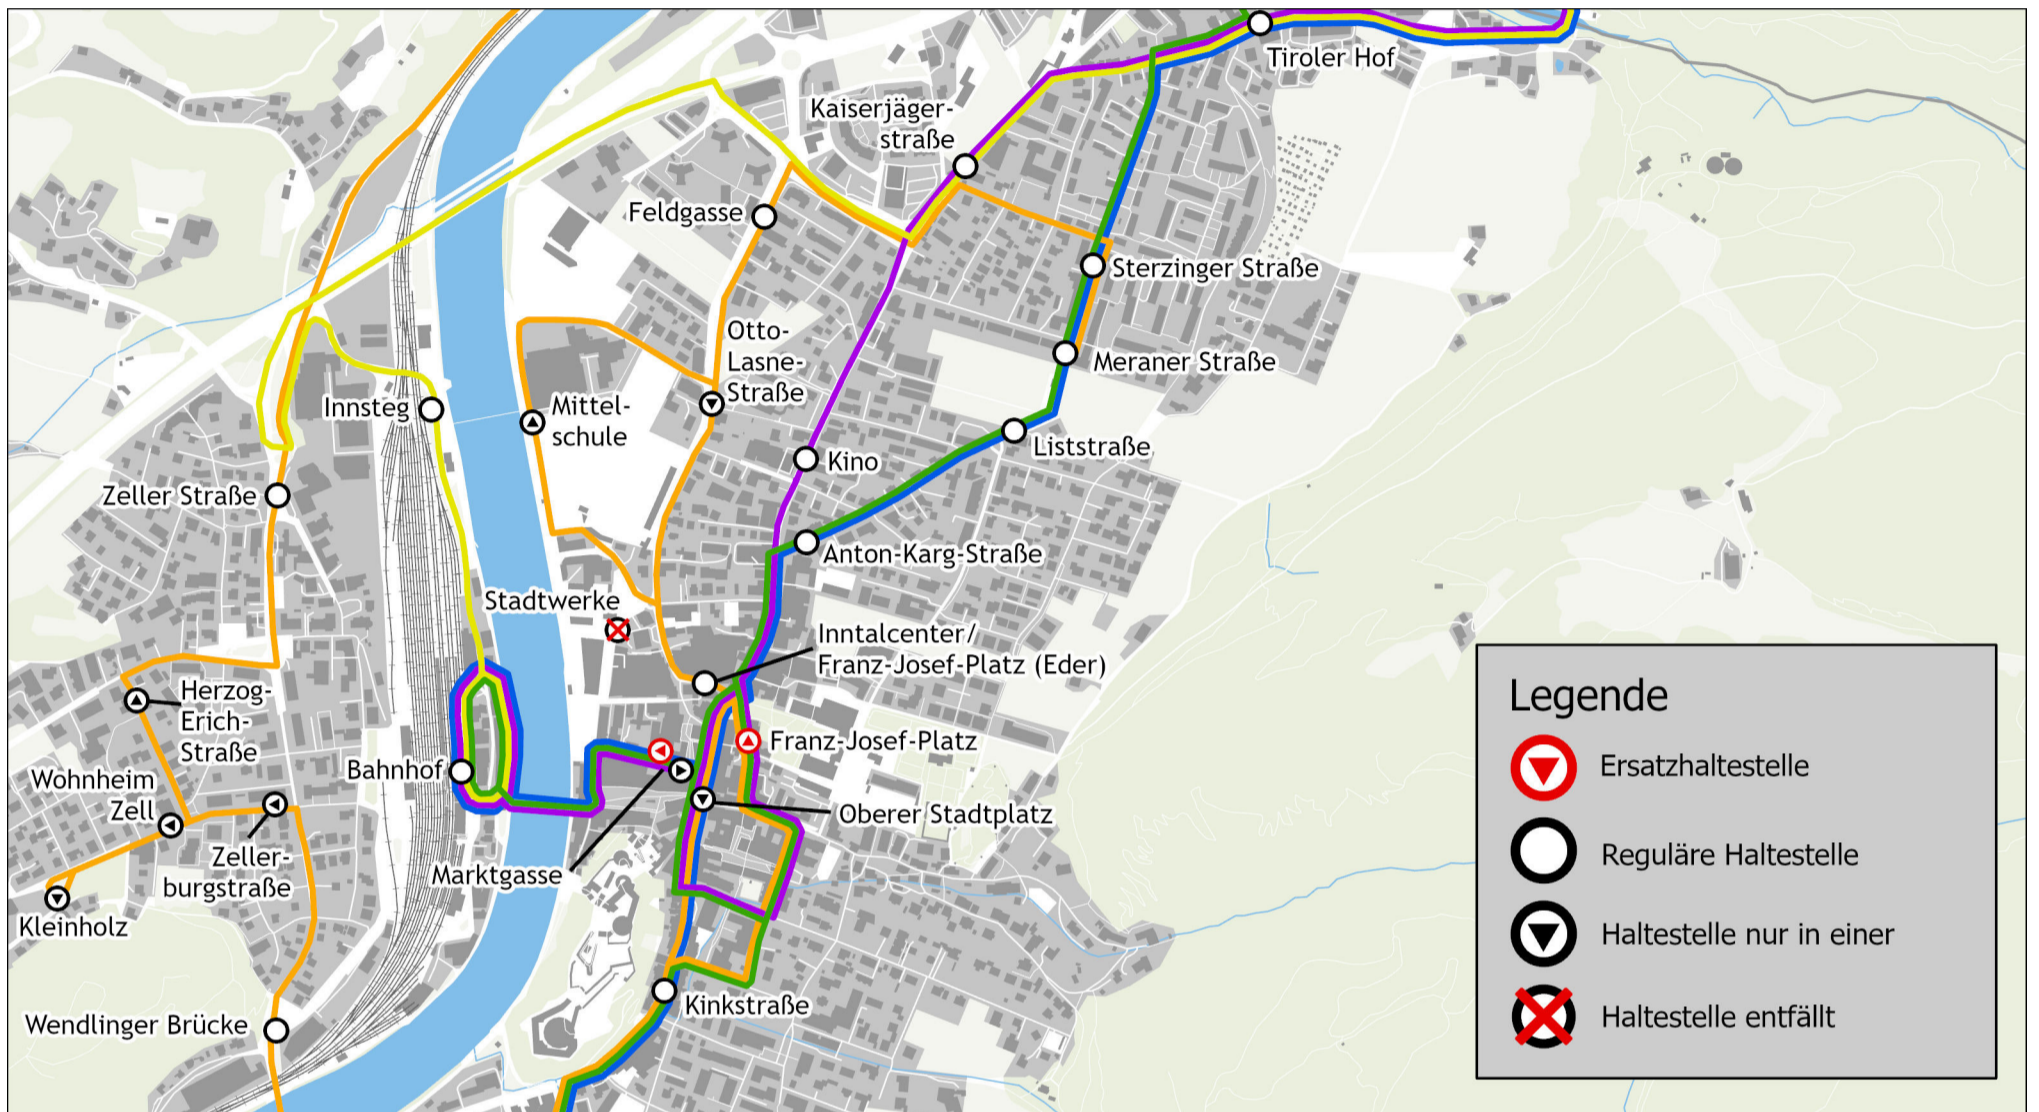 Tiroler Hof
Kaiserjäger-
straße
Feldgasse
Sterzinger Straße
Otto-
Lasne-
Straße
Meraner Straße
Innsteg
Mittel-
schule
Liststraße
Kino
Zeller Straße
Anton-Karg-Straße
Stadtwerke
Inntalcenter/
Franz-Josef-Platz (Eder)
Herzog-
Erich-
Straße
Franz-Josef-Platz
Bahnhof
Wohnheim
Zell
Oberer Stadtplatz
Zeller-
burgstraße
Marktgasse
Kleinholz
Kinkstraße
Wendlinger Brücke
Legende
Ersatzhaltestelle
Reguläre Haltestelle
Haltestelle nur in einer
Haltestelle entfällt